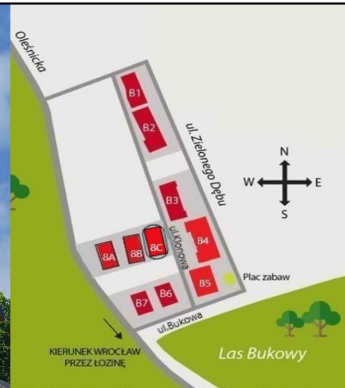 Oleśnicka
B1
B2
ul. Zielonego Dębu
N
W E
S
B3
ul.Klonowa
8A
8B
8C
B4
B5
Plac zabaw
B7
B6
ul.Bukowa
KIERUNEK WROCŁAW
PRZEZ ŁOZINĘ
Las Bukowy